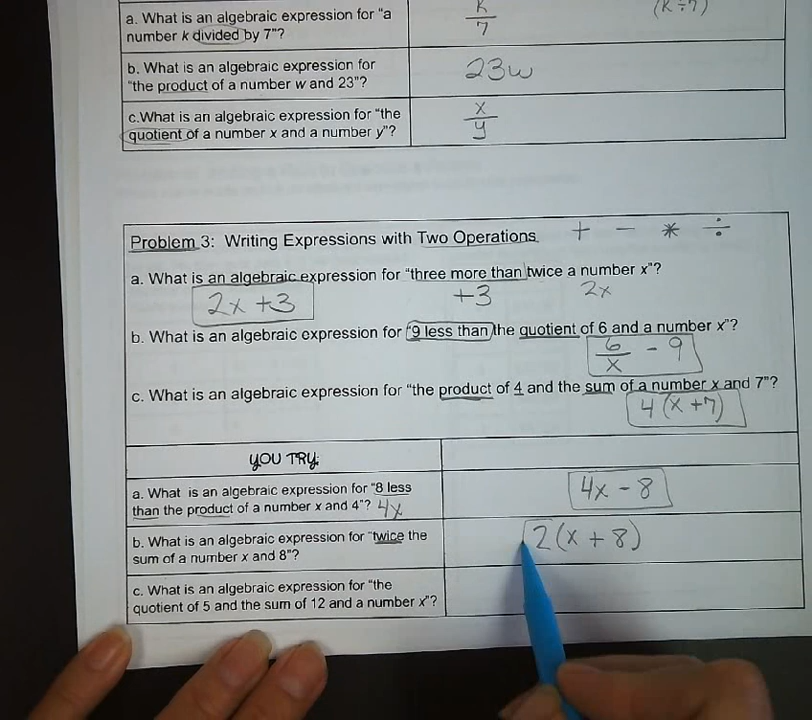 a. What is an algebraic expression for "a
number k divided by 7"?
k
7
(k÷7)
b. What is an algebraic expression for
"the product of a number w and 23"?
23w
c.What is an algebraic expression for "the
quotient of a number x and a number y"?
x
y
Problem 3: Writing Expressions with Two Operations + − * ÷
a. What is an algebraic expression for "three more than twice a number x"?
2x +3 +3 2x
b. What is an algebraic expression for "9 less than the quotient of 6 and a number x"?
6
x
− 9
c. What is an algebraic expression for "the product of 4 and the sum of a number x and 7"?
4(x+7)
YOU TRY:
a. What is an algebraic expression for "8 less
than the product of a number x and 4"? 4x
4x − 8
b. What is an algebraic expression for "twice the
sum of a number x and 8"?
2(x + 8)
c. What is an algebraic expression for "the
quotient of 5 and the sum of 12 and a number x"?